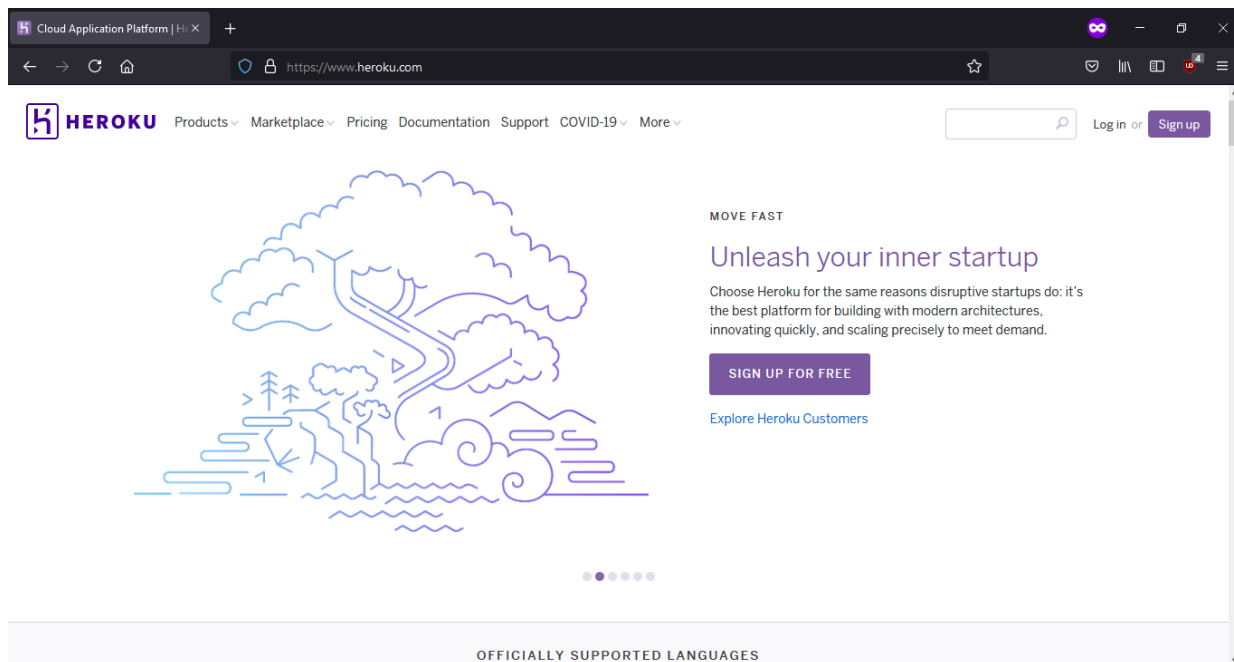 Cloud Application Platform | He
https://www.heroku.com
HEROKU Products Marketplace Pricing Documentation Support COVID-19 More Log in or Sign up
MOVE FAST
Unleash your inner startup
Choose Heroku for the same reasons disruptive startups do: it's
the best platform for building with modern architectures,
innovating quickly, and scaling precisely to meet demand.
SIGN UP FOR FREE
Explore Heroku Customers
OFFICIALLY SUPPORTED LANGUAGES